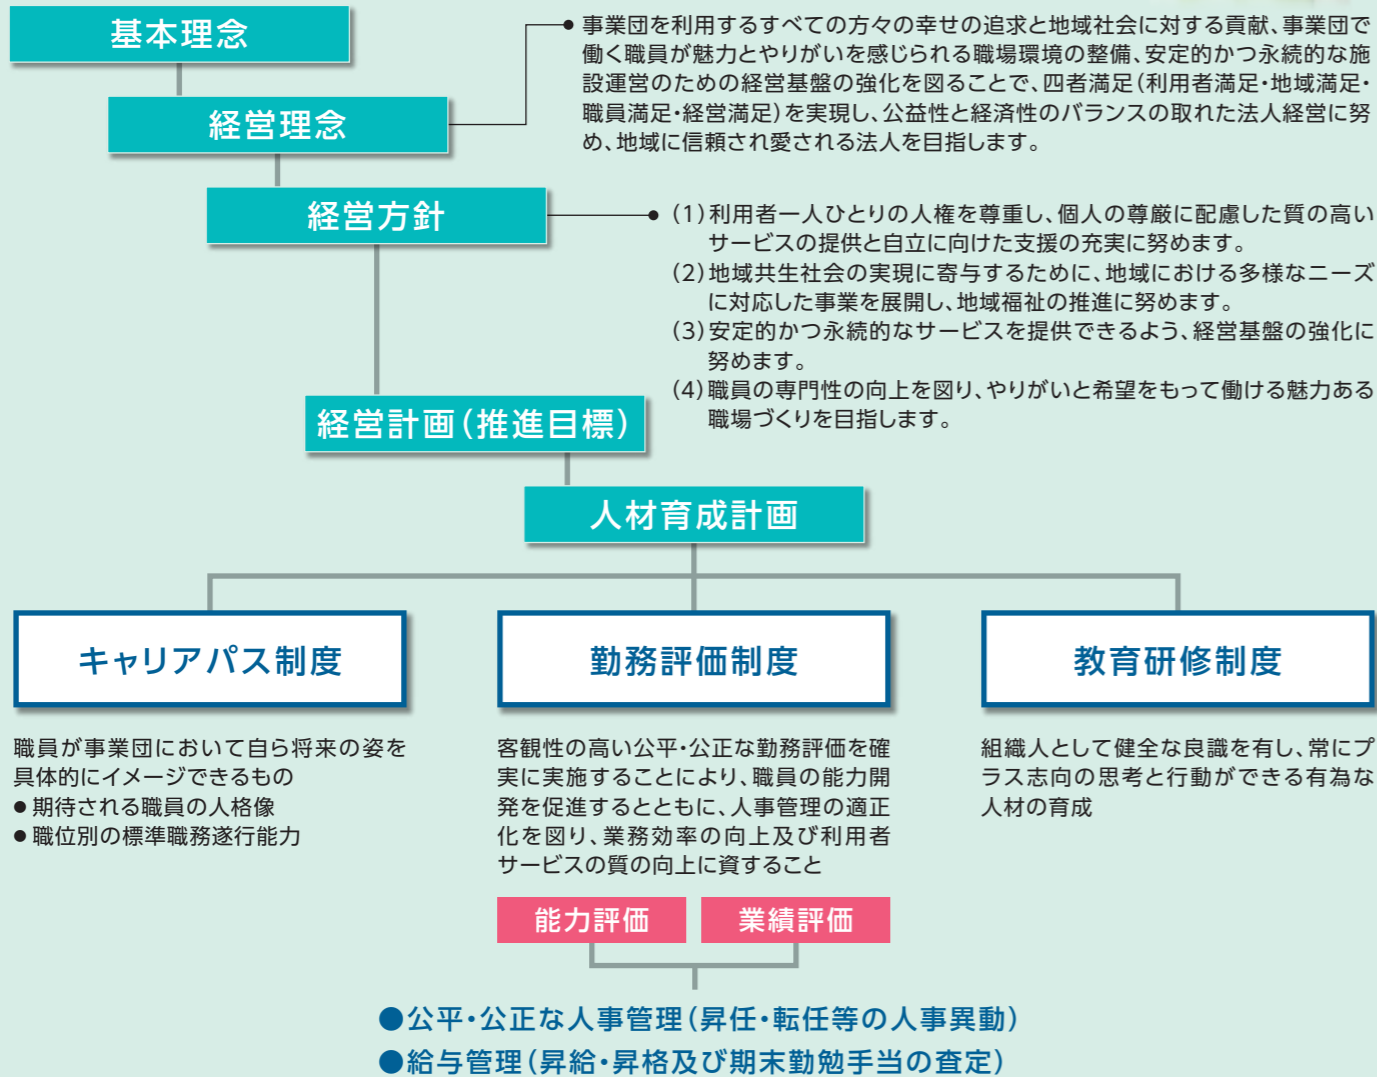 基本理念
事業団を利用するすべての方々の幸せの追求と地域社会に対する貢献、事業団で
働く職員が魅力とやりがいを感じられる職場環境の整備、安定的かつ永続的な施
設運営のための経営基盤の強化を図ることで、四者満足(利用者満足・地域満足・
職員満足・経営満足)を実現し、公益性と経済性のバランスの取れた法人経営に努
め、地域に信頼され愛される法人を目指します。
経営理念
経営方針
(1)利用者一人ひとりの人権を尊重し、個人の尊厳に配慮した質の高い
サービスの提供と自立に向けた支援の充実に努めます。
(2)地域共生社会の実現に寄与するために、地域における多様なニーズ
に対応した事業を展開し、地域福祉の推進に努めます。
(3)安定的かつ永続的なサービスを提供できるよう、経営基盤の強化に
努めます。
(4)職員の専門性の向上を図り、やりがいと希望をもって働ける魅力ある
職場づくりを目指します。
経営計画(推進目標)
人材育成計画
キャリアパス制度
職員が事業団において自ら将来の姿を
具体的にイメージできるもの
●期待される職員の人格像
●職位別の標準職務遂行能力
勤務評価制度
客観性の高い公平・公正な勤務評価を確
実に実施することにより、職員の能力開
発を促進するとともに、人事管理の適正
化を図り、業務効率の向上及び利用者
サービスの質の向上に資すること
能力評価
業績評価
教育研修制度
組織人として健全な良識を有し、常にプ
ラス志向の思考と行動ができる有為な
人材の育成
●公平・公正な人事管理(昇任・転任等の人事異動)
●給与管理(昇給・昇格及び期末勤勉手当の査定)